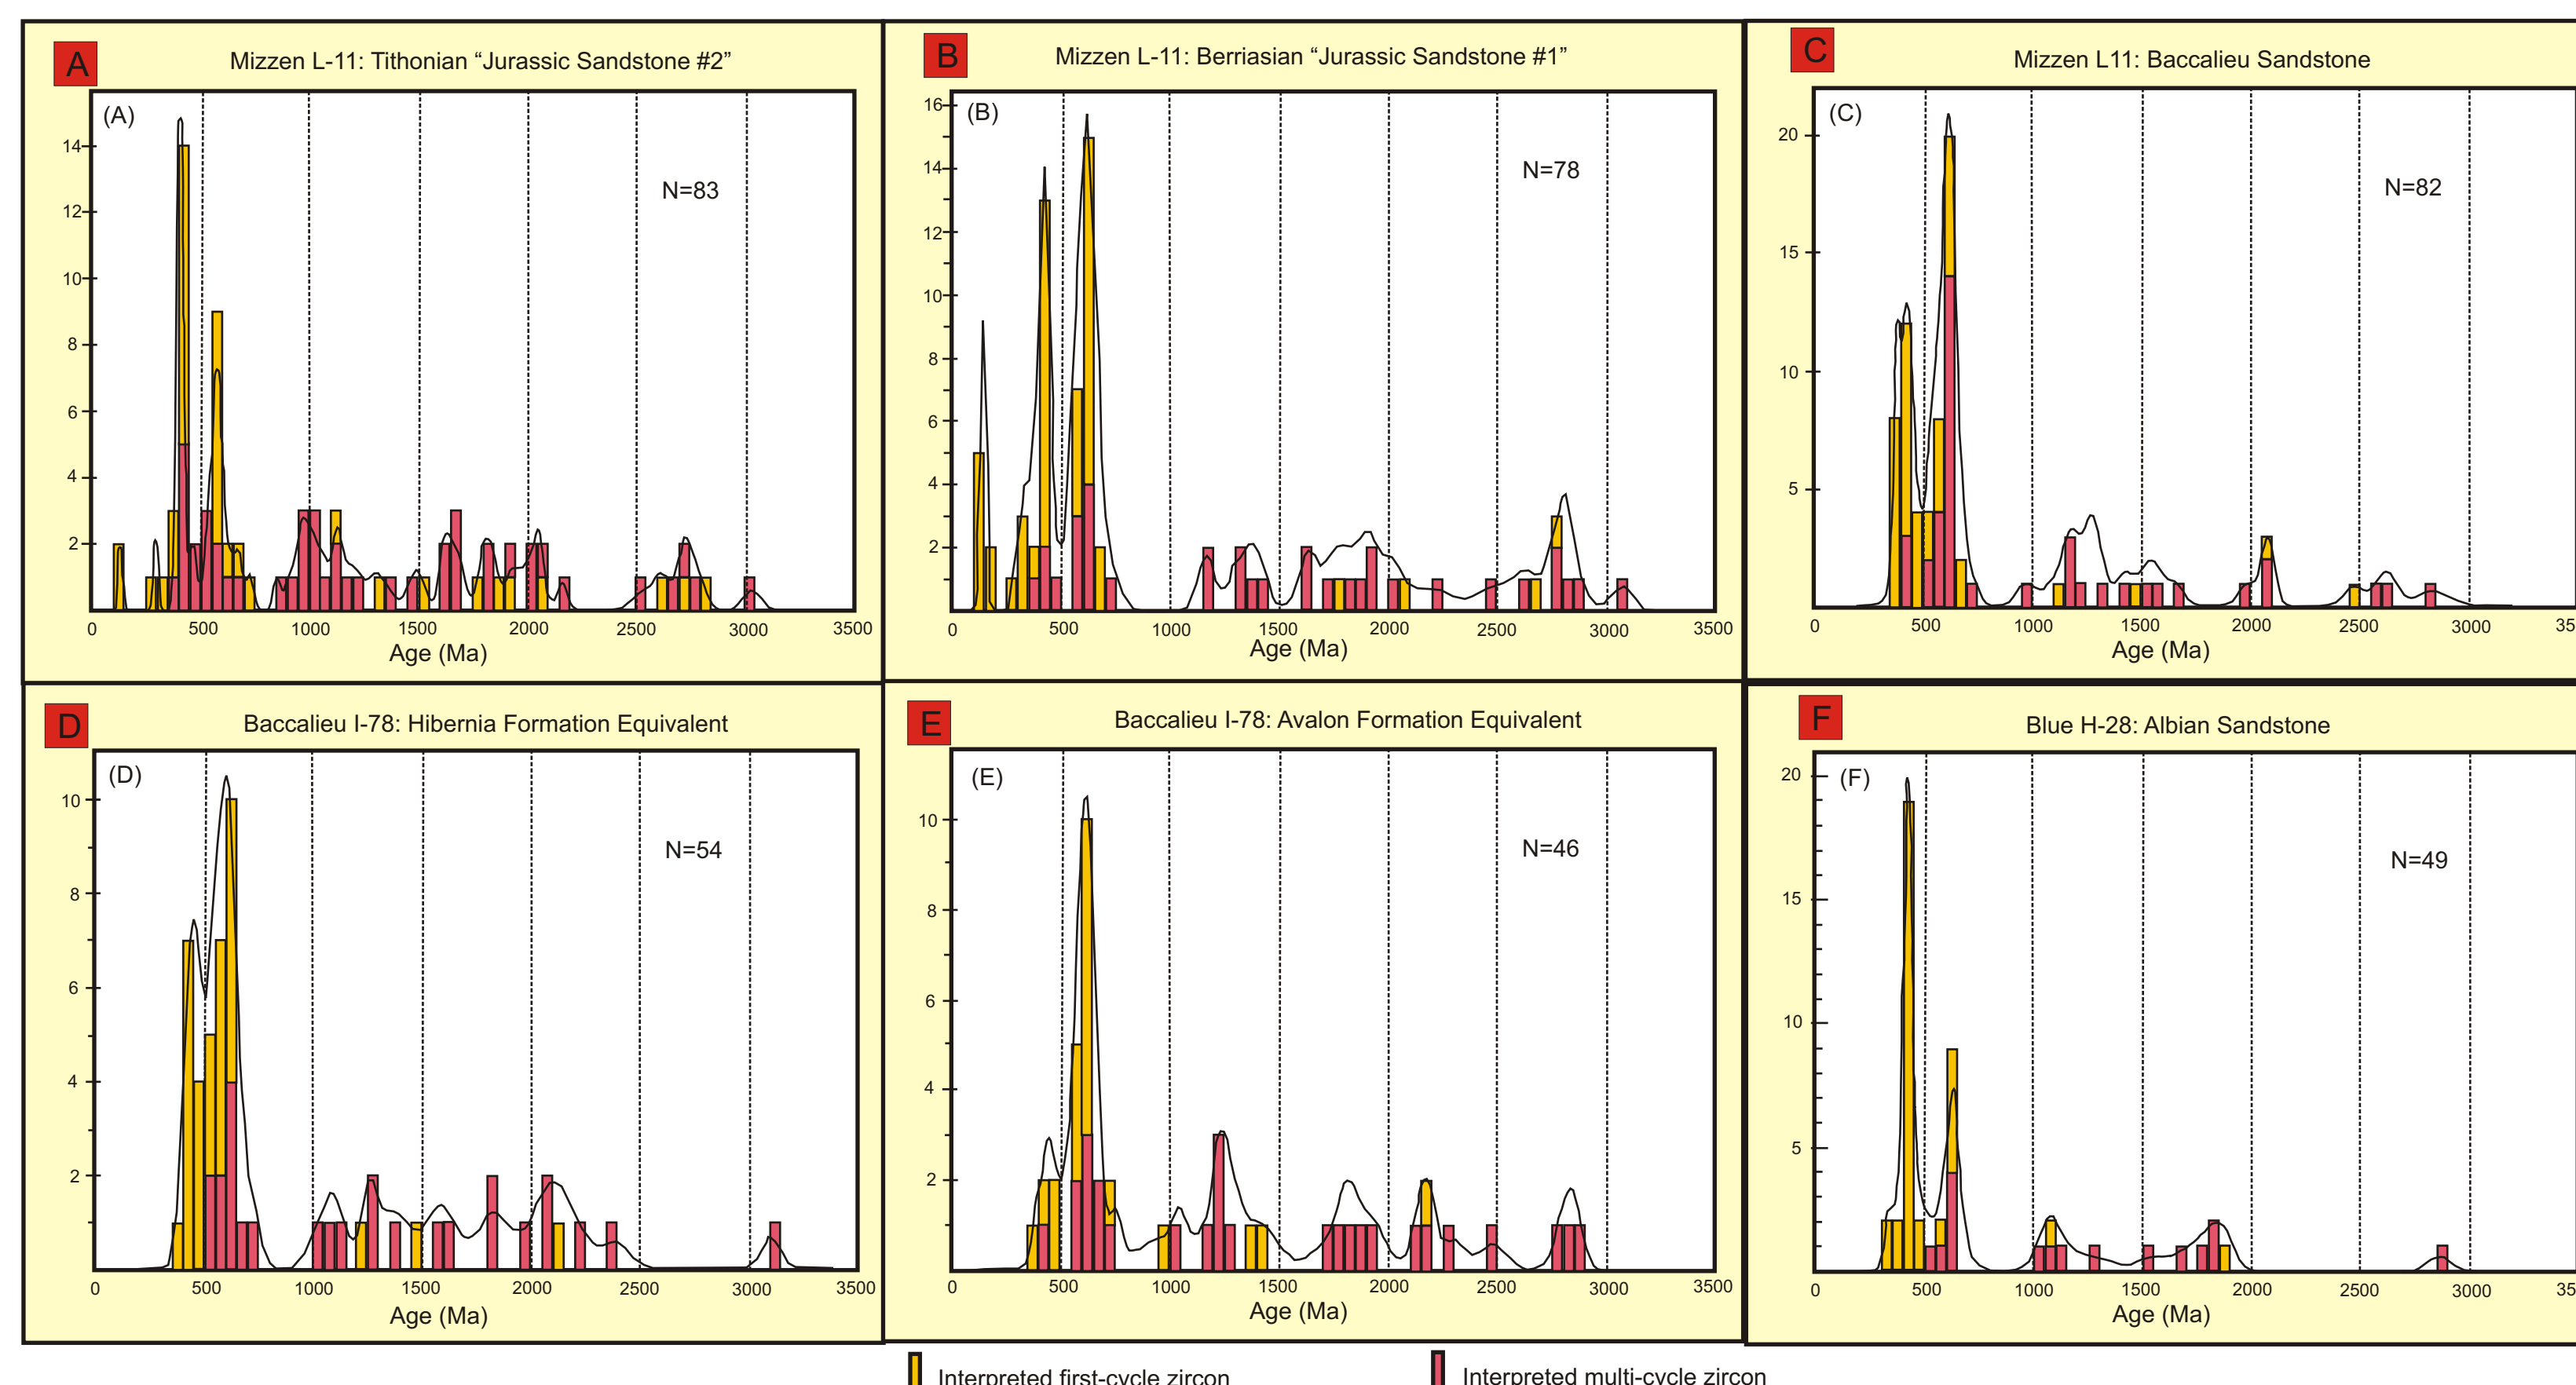 A
Mizzen L-11: Tithonian “Jurassic Sandstone #2”
(A)
N=83
14
12
10
8
6
4
2
0 500 1000 1500 2000 2500 3000 3500
Age (Ma)
B
Mizzen L-11: Berriasian “Jurassic Sandstone #1”
(B)
N=78
16
14
12
10
8
6
4
2
0 500 1000 1500 2000 2500 3000 3500
Age (Ma)
C
Mizzen L11: Baccalieu Sandstone
(C)
N=82
20
15
10
5
0 500 1000 1500 2000 2500 3000 35
Age (Ma)
D
Baccalieu I-78: Hibernia Formation Equivalent
(D)
N=54
10
8
6
4
2
0 500 1000 1500 2000 2500 3000 3500
Age (Ma)
E
Baccalieu I-78: Avalon Formation Equivalent
(E)
N=46
10
8
6
4
2
0 500 1000 1500 2000 2500 3000 3500
Age (Ma)
F
Blue H-28: Albian Sandstone
(F)
N=49
20
15
10
5
0 500 1000 1500 2000 2500 3000 35
Age (Ma)
Interpreted first-cycle zircon
Interpreted multi-cycle zircon